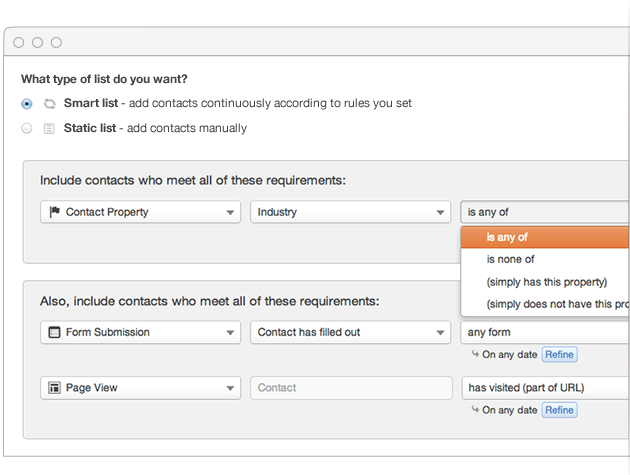 What type of list do you want?
Smart list - add contacts continuously according to rules you set
Static list - add contacts manually
Include contacts who meet all of these requirements:
Contact Property Industry is any of
is any of
is none of
(simply has this property)
(simply does not have this pro
Also, include contacts who meet all of these requirements:
Form Submission Contact has filled out any form
On any date Refine
Page View Contact has visited (part of URL)
On any date Refine